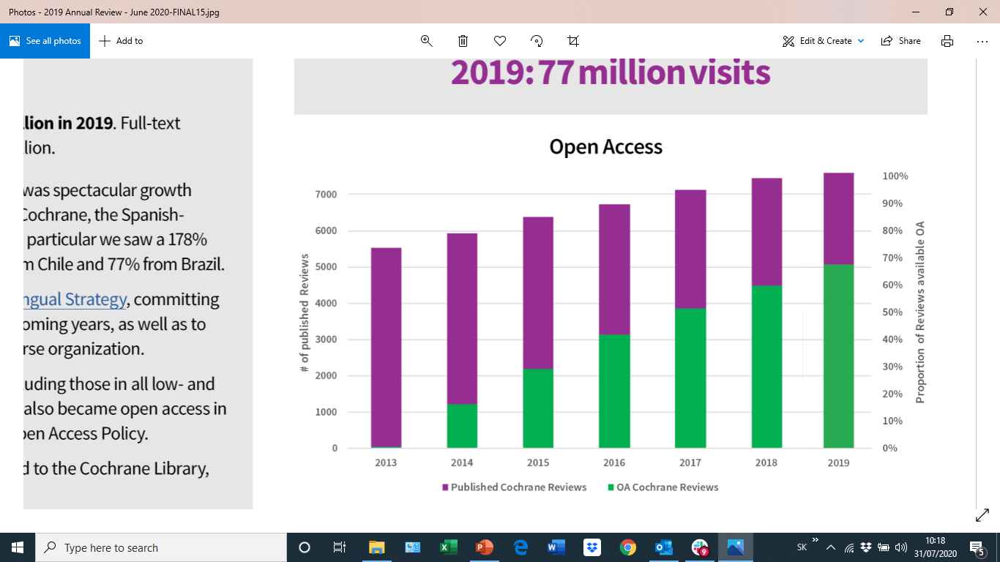 Photos - 2019 Annual Review - June 2020-FINAL15.jpg
See all photos
Add to
Edit & Create
Share
2019: 77 million visits
lion in 2019. Full-text
lion.
was spectacular growth
Cochrane, the Spanish-
particular we saw a 178%
m Chile and 77% from Brazil.
ngual Strategy, committing
oming years, as well as to
rse organization.
uding those in all low- and
also became open access in
pen Access Policy.
d to the Cochrane Library,
Open Access
# of published Reviews
7000
6000
5000
4000
3000
2000
1000
0
100%
90%
80%
70%
60%
50%
40%
30%
20%
10%
0%
Proportion of Reviews available OA
2013 2014 2015 2016 2017 2018 2019
Published Cochrane Reviews OA Cochrane Reviews
Type here to search
9
SK
10:18
31/07/2020
5